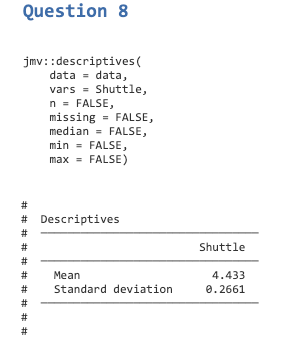 Question 8
jmv::descriptives(
    data = data,
    vars = Shuttle,
    n = FALSE,
    missing = FALSE,
    median = FALSE,
    min = FALSE,
    max = FALSE)
#
#  Descriptives
#
#                          Shuttle
#
#    Mean                    4.433
#    Standard deviation     0.2661
#
#
#